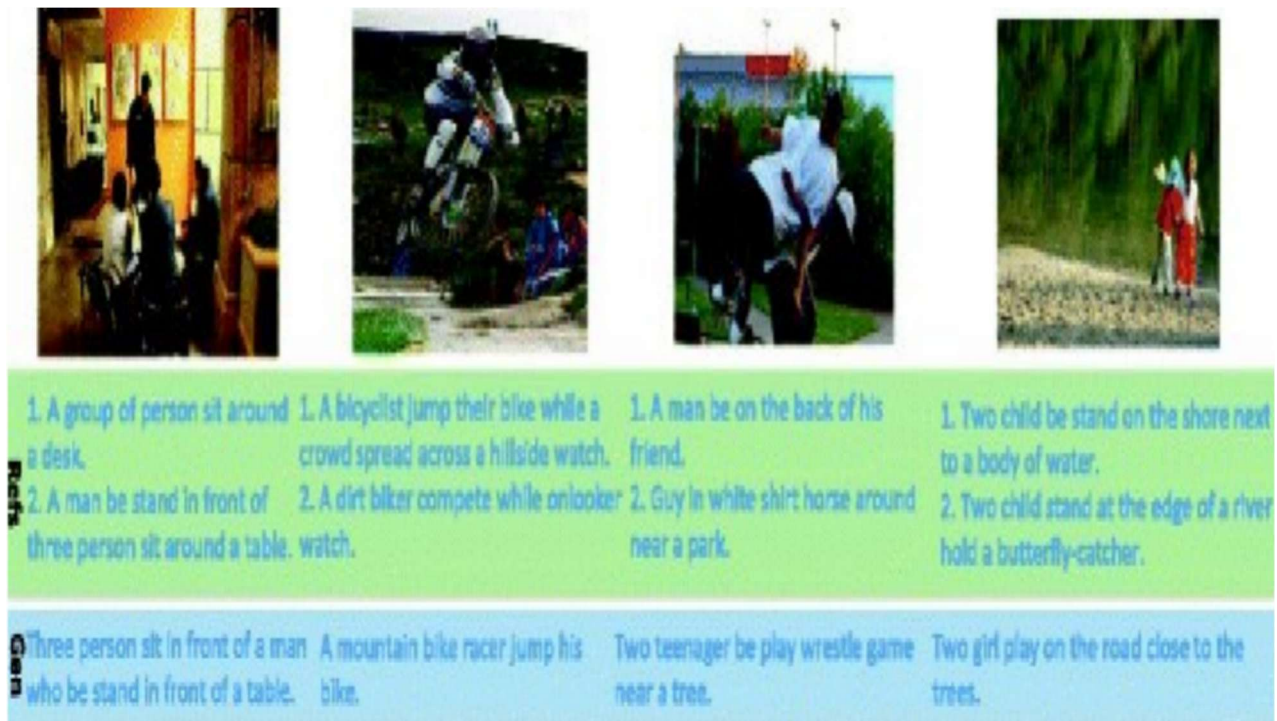 Refs
1. A group of person sit around
a desk.
2. A man be stand in front of
three person sit around a table.
1. A bicyclist jump their bike while a
crowd spread across a hillside watch.
2. A dirt biker compete while onlooker
watch.
1. A man be on the back of his
friend.
2. Guy in white shirt horse around
near a park.
1. Two child be stand on the shore next
to a body of water.
2. Two child stand at the edge of a river
hold a butterfly-catcher.
Gen
Three person sit in front of a man
who be stand in front of a table.
A mountain bike racer jump his
bike.
Two teenager be play wrestle game
near a tree.
Two girl play on the road close to the
trees.